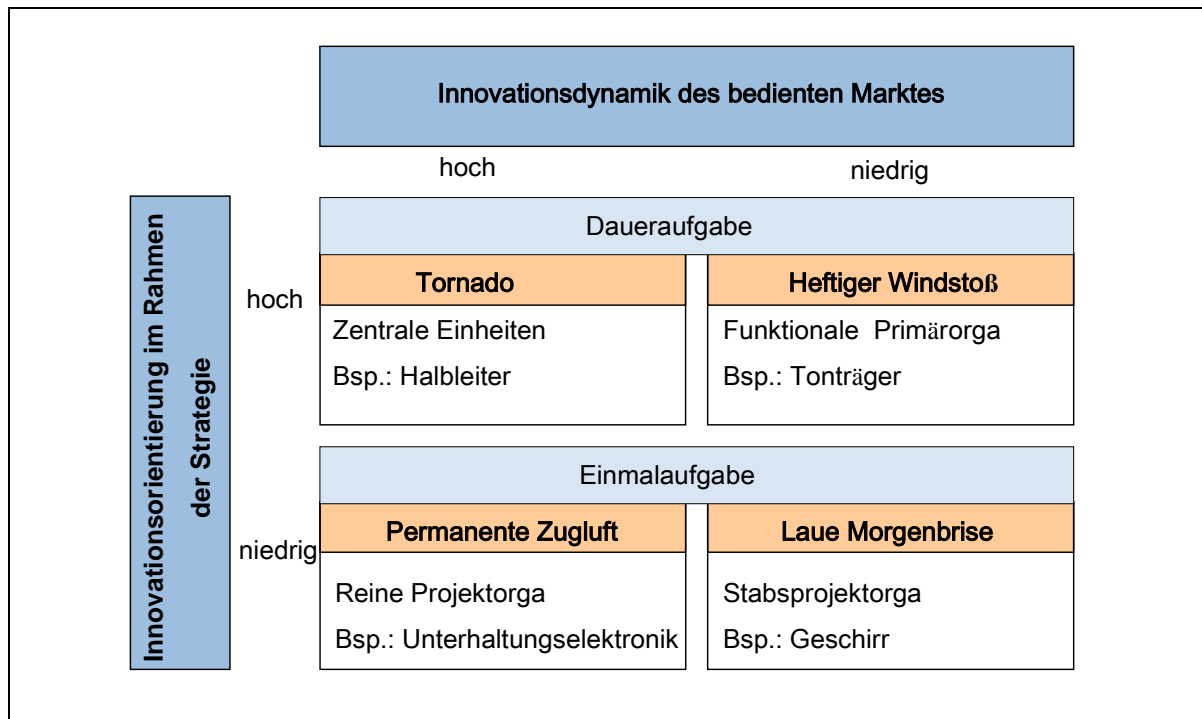 Innovationsdynamik des bedienten Marktes
hoch
niedrig
Innovationsorientierung im Rahmen
der Strategie
hoch
Daueraufgabe
Tornado
Zentrale Einheiten
Bsp.: Halbleiter
Heftiger Windstoß
Funktionale Primärorga
Bsp.: Tonträger
niedrig
Einmalaufgabe
Permanente Zugluft
Reine Projektorga
Bsp.: Unterhaltungselektronik
Laue Morgenbrise
Stabsprojektorga
Bsp.: Geschirr